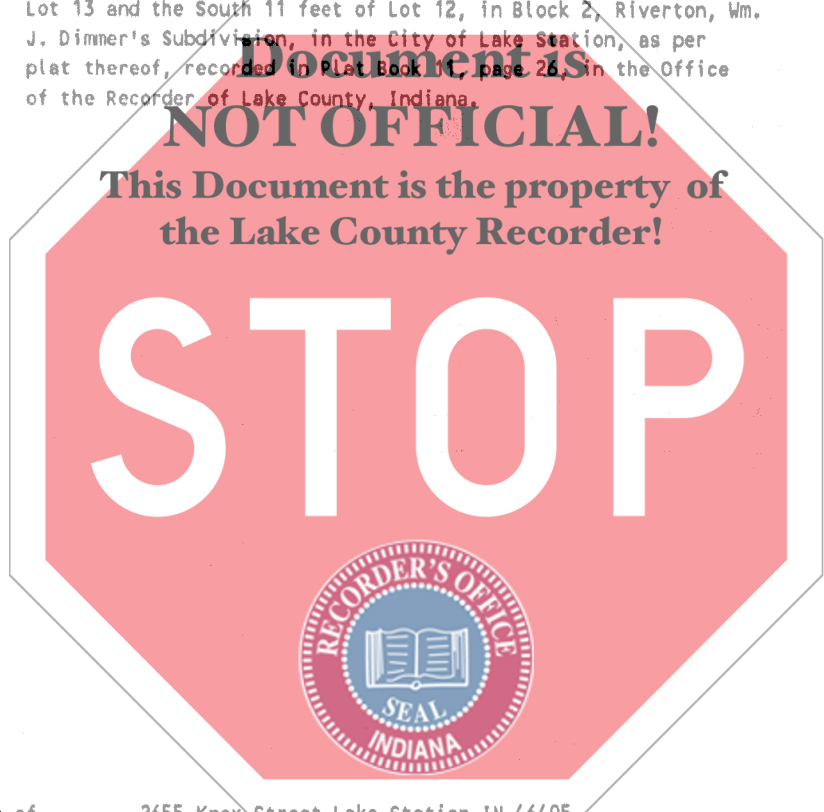 Lot 13 and the South 11 feet of Lot 12, in Block 2, Riverton, Wm.
J. Dimmer's Subdivision, in the City of Lake Station, as per
plat thereof, recorded in Plat Book 11, page 26, in the Office
of the Recorder of Lake County, Indiana.
Document is
NOT OFFICIAL!
This Document is the property of
the Lake County Recorder!
STOP
RECORDER'S OFFICE
SEAL
INDIANA
Street Lake Station IN